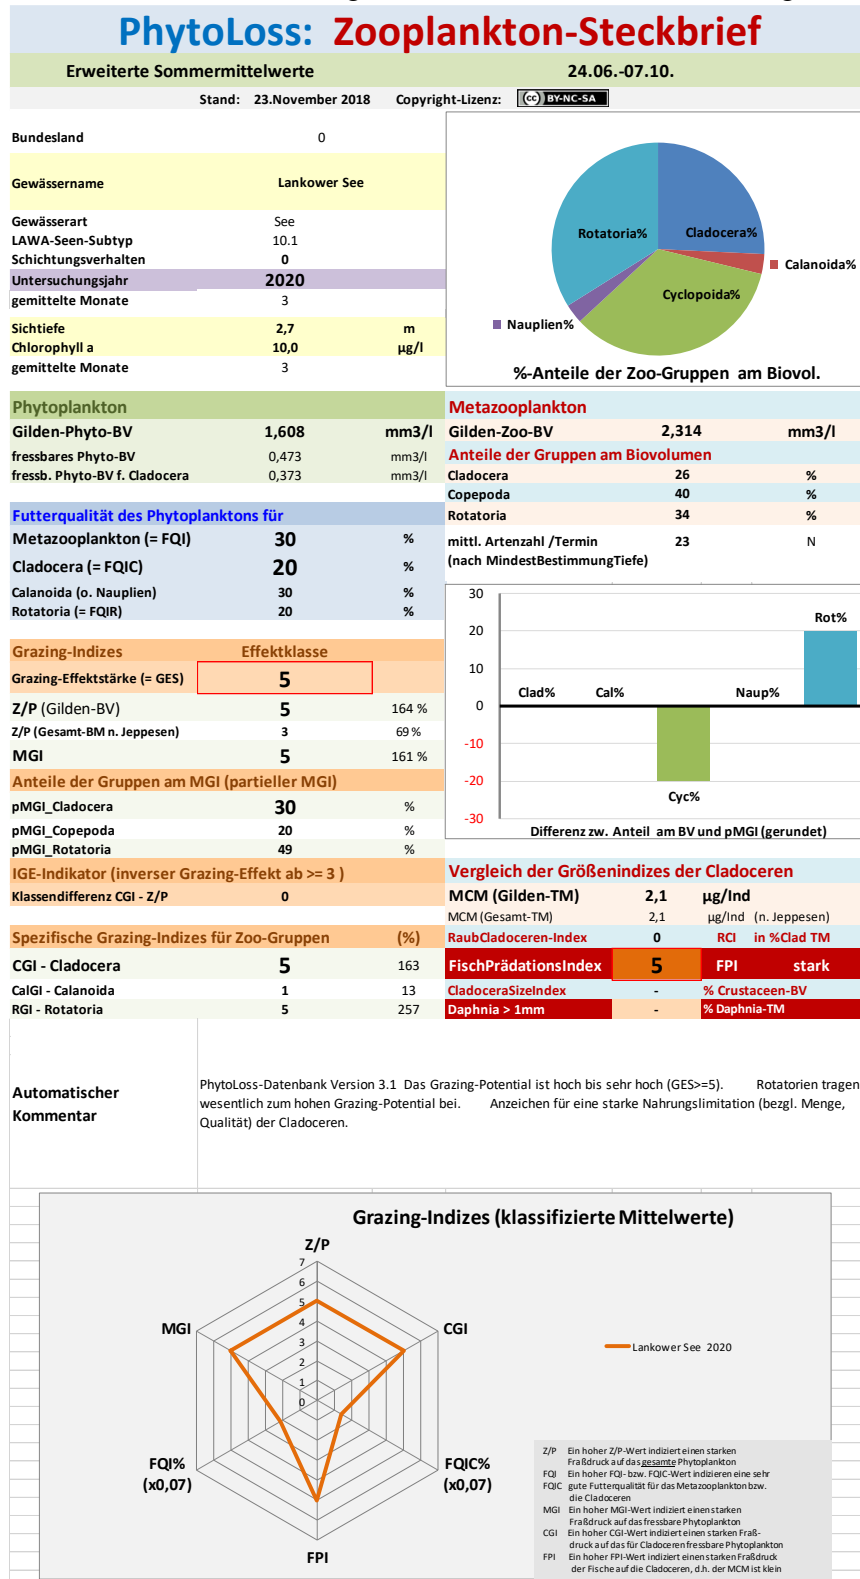 PhytoLoss: Zooplankton-Steckbrief
Erweiterte Sommermittelwerte 24.06.-07.10.
Stand: 23.November 2018 Copyright-Lizenz: (cc) BY-NC-SA
Bundesland 0
Gewässername Lankower See
Gewässerart See
LAWA-Seen-Subtyp 10.1
Schichtungsverhalten 0
Untersuchungsjahr 2020
gemittelte Monate 3
Sichtiefe 2,7 m
Chlorophyll a 10,0 µg/l
gemittelte Monate 3
Rotatoria%
Cladocera%
Calanoida%
Cyclopoida%
Nauplien%
%-Anteile der Zoo-Gruppen am Biovol.
Phytoplankton
Gilden-Phyto-BV 1,608 mm3/l
fressbares Phyto-BV 0,473 mm3/l
fressb. Phyto-BV f. Cladocera 0,373 mm3/l
Metazooplankton
Gilden-Zoo-BV 2,314 mm3/l
Anteile der Gruppen am Biovolumen
Cladocera 26 %
Copepoda 40 %
Rotatoria 34 %
mittl. Artenzahl /Termin 23 N
(nach MindestBestimmungTiefe)
Futterqualität des Phytoplanktons für
Metazooplankton (= FQI) 30 %
Cladocera (= FQIC) 20 %
Calanoida (o. Nauplien) 30 %
Rotatoria (= FQIR) 20 %
Grazing-Indizes Effektklasse
Grazing-Effektstärke (= GES) 5
Z/P (Gilden-BV) 5 164 %
Z/P (Gesamt-BM n. Jeppesen) 3 69 %
MGI 5 161 %
Anteile der Gruppen am MGI (partieller MGI)
pMGI_Cladocera 30 %
pMGI_Copepoda 20 %
pMGI_Rotatoria 49 %
30
20
10
0
-10
-20
-30
Clad%
Cal%
Cyc%
Naup%
Rot%
Differenz zw. Anteil am BV und pMGI (gerundet)
IGE-Indikator (inverser Grazing-Effekt ab >= 3 )
Klassendifferenz CGI - Z/P 0
Spezifische Grazing-Indizes für Zoo-Gruppen (%)
CGI - Cladocera 5 163
CalGI - Calanoida 1 13
RGI - Rotatoria 5 257
Vergleich der Größenindizes der Cladoceren
MCM (Gilden-TM) 2,1 µg/Ind
MCM (Gesamt-TM) 2,1 µg/Ind (n. Jeppesen)
RaubCladoceren-Index 0 RCI in %Clad TM
FischPrädationsIndex 5 FPI stark
CladoceraSizeIndex - % Crustaceen-BV
Daphnia > 1mm - % Daphnia-TM
Automatischer
Kommentar
PhytoLoss-Datenbank Version 3.1 Das Grazing-Potential ist hoch bis sehr hoch (GES>=5). Rotatorien tragen
wesentlich zum hohen Grazing-Potential bei. Anzeichen für eine starke Nahrungslimitation (bezgl. Menge,
Qualität) der Cladoceren.
Grazing-Indizes (klassifizierte Mittelwerte)
Z/P
7
6
5
4
3
2
1
0
MGI
CGI
FQI%
(x0,07)
FQIC%
(x0,07)
FPI
Lankower See 2020
Z/P Ein hoher Z/P-Wert indiziert einen starken
Fraßdruck auf das gesamte Phytoplankton
FQI Ein hoher FQI- bzw. FQIC-Wert indizieren eine sehr
FQIC gute Futterqualität für das Metazooplankton bzw.
die Cladoceren
MGI Ein hoher MGI-Wert indiziert einen starken
Fraßdruck auf das fressbare Phytoplankton
CGI Ein hoher CGI-Wert indiziert einen starken Fraß-
druck auf das für Cladoceren fressbare Phytoplankton
FPI Ein hoher FPI-Wert indiziert einen starken Fraßdruck
der Fische auf die Cladoceren, d.h. der MCM ist klein